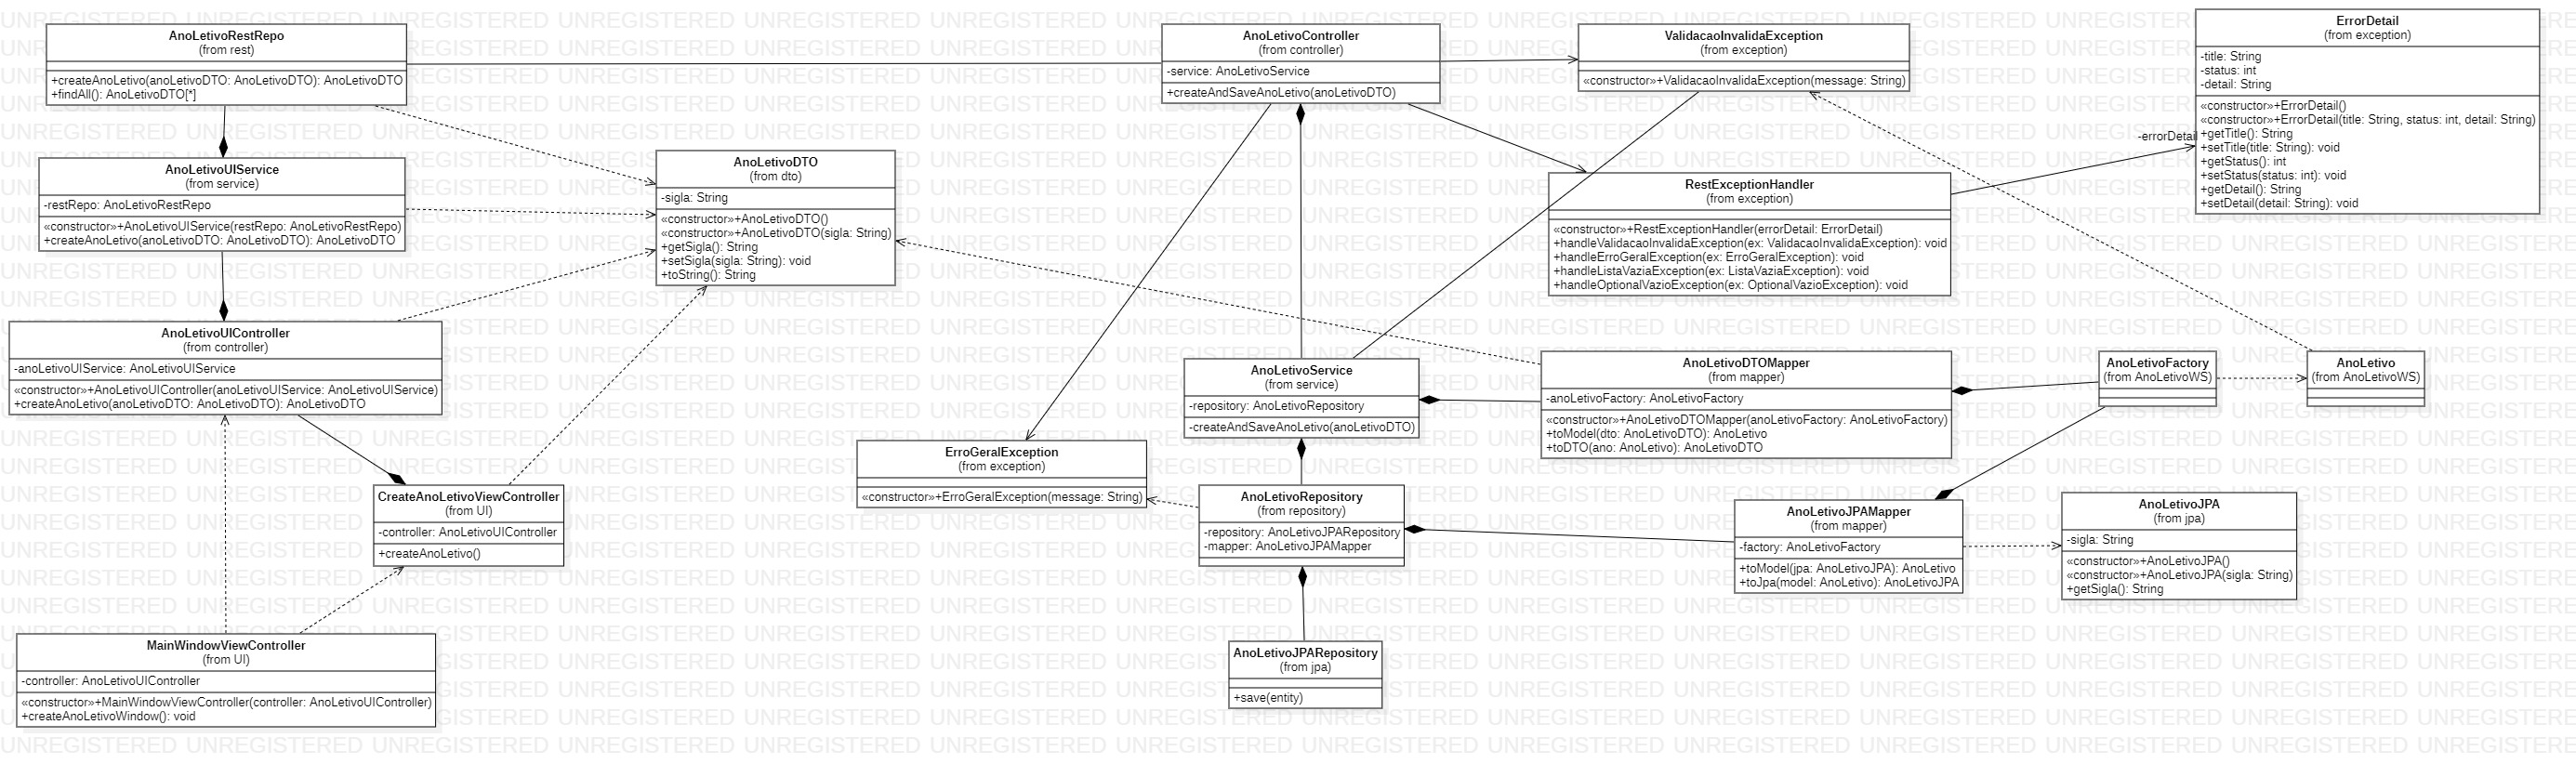 AnoLetivoRestRepo
(from rest)
+createAnoLetivo(anoLetivoDTO: AnoLetivoDTO): AnoLetivoDTO
+findAll(): AnoLetivoDTO[*]
AnoLetivoController
(from controller)
-service: AnoLetivoService
+createAndSaveAnoLetivo(anoLetivoDTO)
ValidacaoInvalidaException
(from exception)
«constructor»+ValidacaoInvalidaException(message: String)
ErrorDetail
(from exception)
-title: String
-status: int
-detail: String
«constructor»+ErrorDetail()
«constructor»+ErrorDetail(title: String, status: int, detail: String)
+getTitle(): String
+setTitle(title: String): void
+getStatus(): int
+setStatus(status: int): void
+getDetail(): String
+setDetail(detail: String): void
-errorDetail
AnoLetivoUIService
(from service)
-restRepo: AnoLetivoRestRepo
«constructor»+AnoLetivoUIService(restRepo: AnoLetivoRestRepo)
+createAnoLetivo(anoLetivoDTO: AnoLetivoDTO): AnoLetivoDTO
AnoLetivoDTO
(from dto)
-sigla: String
«constructor»+AnoLetivoDTO()
«constructor»+AnoLetivoDTO(sigla: String)
+getSigla(): String
+setSigla(sigla: String): void
+toString(): String
RestExceptionHandler
(from exception)
«constructor»+RestExceptionHandler(errorDetail: ErrorDetail)
+handleValidacaoInvalidaException(ex: ValidacaoInvalidaException): void
+handleErroGeralException(ex: ErroGeralException): void
+handleListaVaziaException(ex: ListaVaziaException): void
+handleOptionalVazioException(ex: OptionalVazioException): void
AnoLetivoUIController
(from controller)
-anoLetivoUIService: AnoLetivoUIService
«constructor»+AnoLetivoUIController(anoLetivoUIService: AnoLetivoUIService)
+createAnoLetivo(anoLetivoDTO: AnoLetivoDTO): AnoLetivoDTO
AnoLetivoService
(from service)
-repository: AnoLetivoRepository
-createAndSaveAnoLetivo(anoLetivoDTO)
AnoLetivoDTOMapper
(from mapper)
-anoLetivoFactory: AnoLetivoFactory
«constructor»+AnoLetivoDTOMapper(anoLetivoFactory: AnoLetivoFactory)
+toModel(dto: AnoLetivoDTO): AnoLetivo
+toDTO(ano: AnoLetivo): AnoLetivoDTO
AnoLetivoFactory
(from AnoLetivoWS)
AnoLetivo
(from AnoLetivoWS)
ErroGeralException
(from exception)
«constructor»+ErroGeralException(message: String)
CreateAnoLetivoViewController
(from UI)
-controller: AnoLetivoUIController
+createAnoLetivo()
AnoLetivoRepository
(from repository)
-repository: AnoLetivoJPARepository
-mapper: AnoLetivoJPAMapper
AnoLetivoJPAMapper
(from mapper)
-factory: AnoLetivoFactory
+toModel(jpa: AnoLetivoJPA): AnoLetivo
+toJpa(model: AnoLetivo): AnoLetivoJPA
AnoLetivoJPA
(from jpa)
-sigla: String
«constructor»+AnoLetivoJPA()
«constructor»+AnoLetivoJPA(sigla: String)
+getSigla(): String
MainWindowViewController
(from UI)
-controller: AnoLetivoUIController
«constructor»+MainWindowViewController(controller: AnoLetivoUIController)
+createAnoLetivoWindow(): void
AnoLetivoJPARepository
(from jpa)
+save(entity)
UNREGISTERED